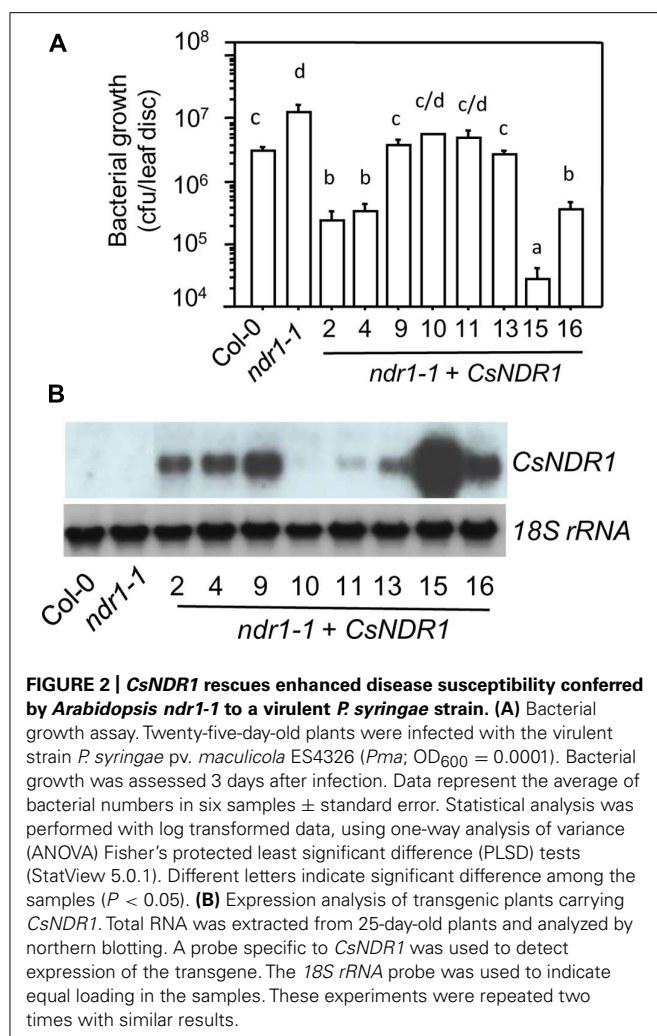 A
Bacterial growth
(cfu/leaf disc)
10⁸
10⁷
10⁶
10⁵
10⁴
c
d
b
b
c
c/d
c/d
c
a
b
Col-0
ndr1-1
2 4 9 10 11 13 15 16
ndr1-1 + CsNDR1
B
CsNDR1
18S rRNA
Col-0
ndr1-1
2 4 9 10 11 13 15 16
ndr1-1 + CsNDR1
FIGURE 2 | CsNDR1 rescues enhanced disease susceptibility conferred
by Arabidopsis ndr1-1 to a virulent P. syringae strain. (A) Bacterial
growth assay. Twenty-five-day-old plants were infected with the virulent
strain P. syringae pv. maculicola ES4326 (Pma; OD₆₀₀ = 0.0001). Bacterial
growth was assessed 3 days after infection. Data represent the average of
bacterial numbers in six samples ± standard error. Statistical analysis was
performed with log transformed data, using one-way analysis of variance
(ANOVA) Fisher's protected least significant difference (PLSD) tests
(StatView 5.0.1). Different letters indicate significant difference among the
samples (P < 0.05). (B) Expression analysis of transgenic plants carrying
CsNDR1. Total RNA was extracted from 25-day-old plants and analyzed by
northern blotting. A probe specific to CsNDR1 was used to detect
expression of the transgene. The 18S rRNA probe was used to indicate
equal loading in the samples. These experiments were repeated two
times with similar results.